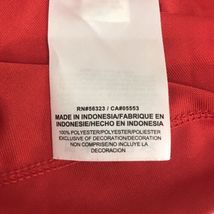 RN#56323 / CA#05553
MADE IN INDONESIA/FABRIQUE EN
INDONESIE/HECHO EN INDONESIA
100% POLYESTER/POLYESTER/POLIESTER
EXCLUSIVE OF DECORATION/DECORATION
NON COMPRISE/NO INCLUYE LA
DECORACION